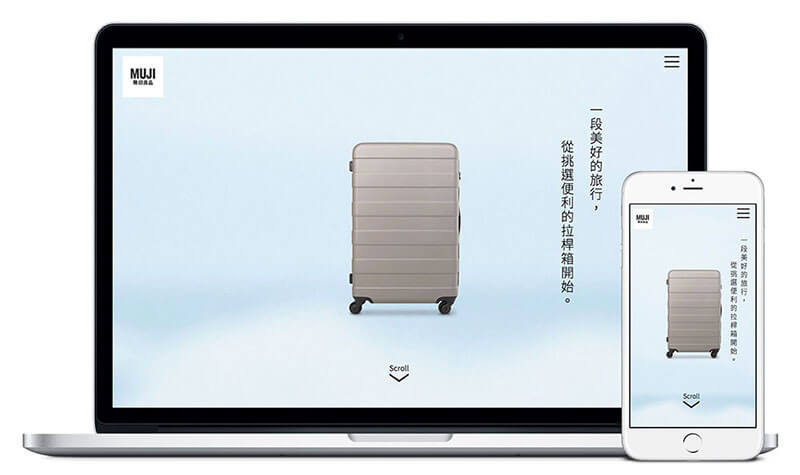 MUJI
無印良品
一段美好的旅行，
從挑選便利的拉桿箱開始。
Scroll
MUJI
無印良品
一段美好的旅行，
從挑選便利的拉桿箱開始。
Scroll